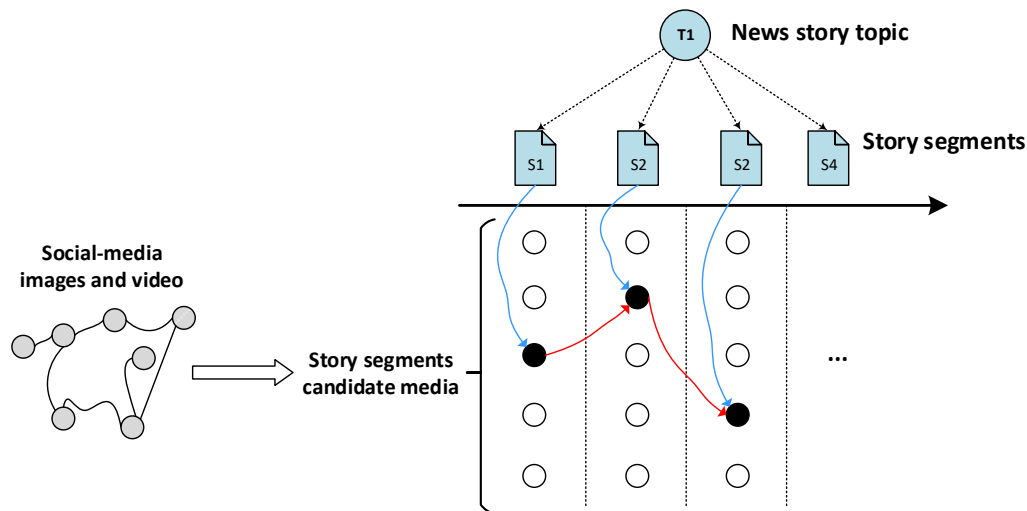 T1
News story topic
S1
S2
S2
S4
Story segments
Social-media
images and video
Story segments
candidate media
...